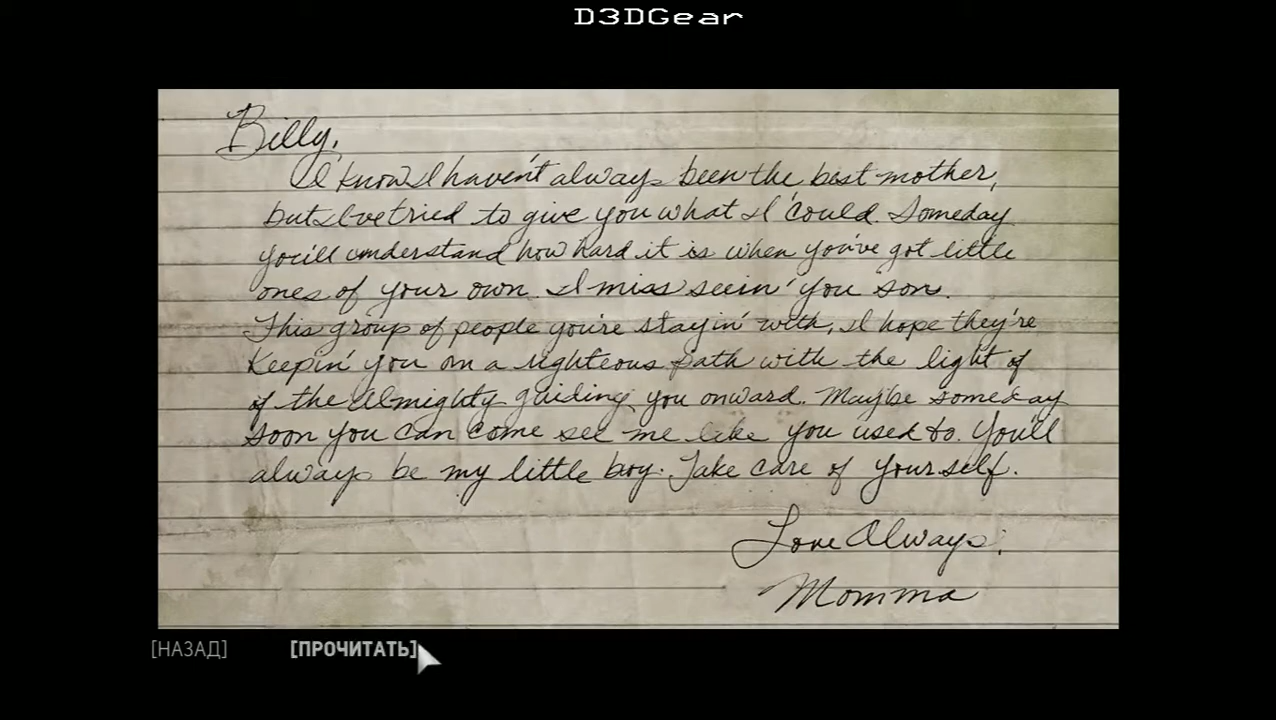 D3DGear
Billy,
I know I haven't always been the best mother,
but I've tried to give you what I could. Someday
you'll understand how hard it is when you've got little
ones of your own. I miss seein' you son.
This group of people you're stayin' with, I hope they're
Keepin' you on a righteous path with the light of
of the almighty guiding you onward. Maybe someday
soon you can come see me like you used to. You'll
always be my little boy. Take care of yourself.
Love Always,
Momma
[НАЗАД] [ПРОЧИТАТЬ]